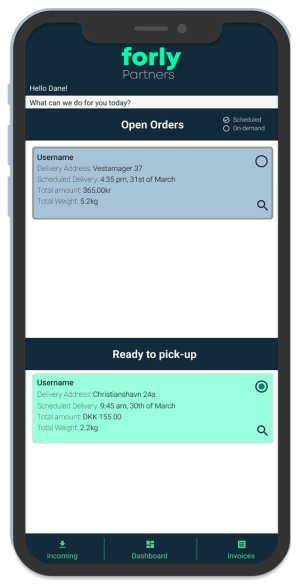 forly
Partners
Hello Dane!
What can we do for you today?
Open Orders
Scheduled
On-demand
Username
Delivery Address: Vestamager 37
Scheduled Delivery: 4:35 pm, 31st of March
Total amount: 365,00kr
Total Weight: 5.2kg
Ready to pick-up
Username
Delivery Address: Christianshavn 24a
Scheduled Delivery: 9:45 am, 30th of March
Total amount: DKK 155.00
Total Weight: 2.2kg
Incoming
Dashboard
Invoices